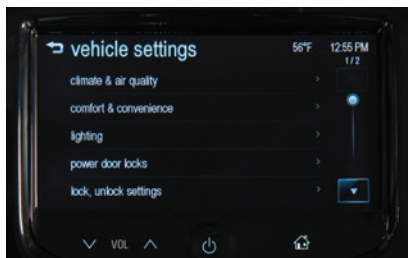 vehicle settings 56°F 12:55 PM
1/2
climate & air quality
comfort & convenience
lighting
power door locks
lock, unlock settings
VOL